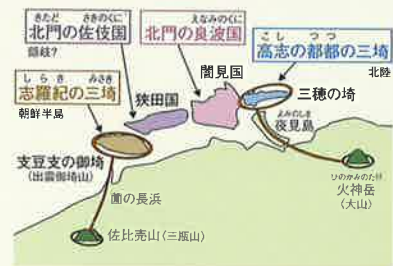 きたど さきのくに
北門の佐伎国
隠岐?
えなみのくに
北門の良波国
こし つつ
高志の都都の三埼
北陸
しらき みさき
志羅紀の三埼
朝鮮半島
狭田国
闇見国
三穂の埼
よみのしま
夜見島
支豆支の御埼
(出雲御埼山)
薗の長浜
佐比売山(三瓶山)
ひのかみのたけ
火神岳
(大山)